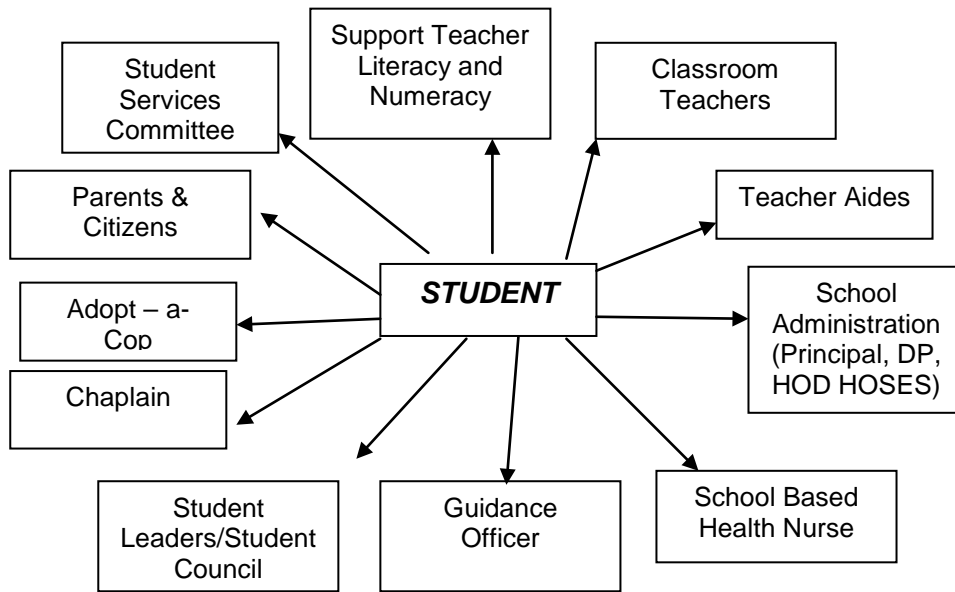 Student
Services
Committee
Support Teacher
Literacy and
Numeracy
Classroom
Teachers
Parents &
Citizens
Teacher Aides
STUDENT
Adopt – a-
Cop
School
Administration
(Principal, DP,
HOD HOSES)
Chaplain
Student
Leaders/Student
Council
Guidance
Officer
School Based
Health Nurse